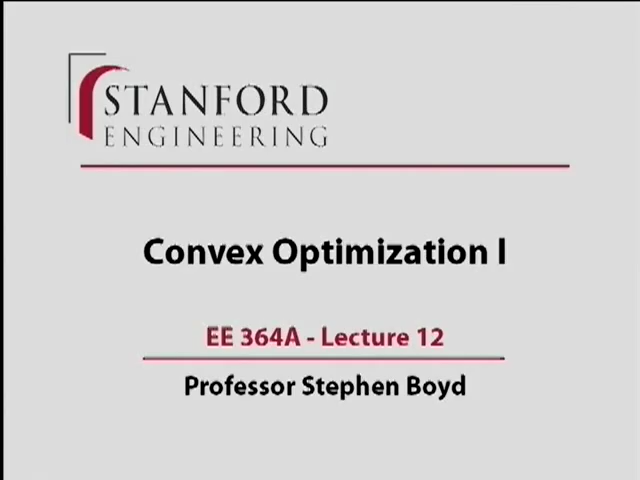 STANFORD
ENGINEERING
Convex Optimization I
EE 364A - Lecture 12
Professor Stephen Boyd